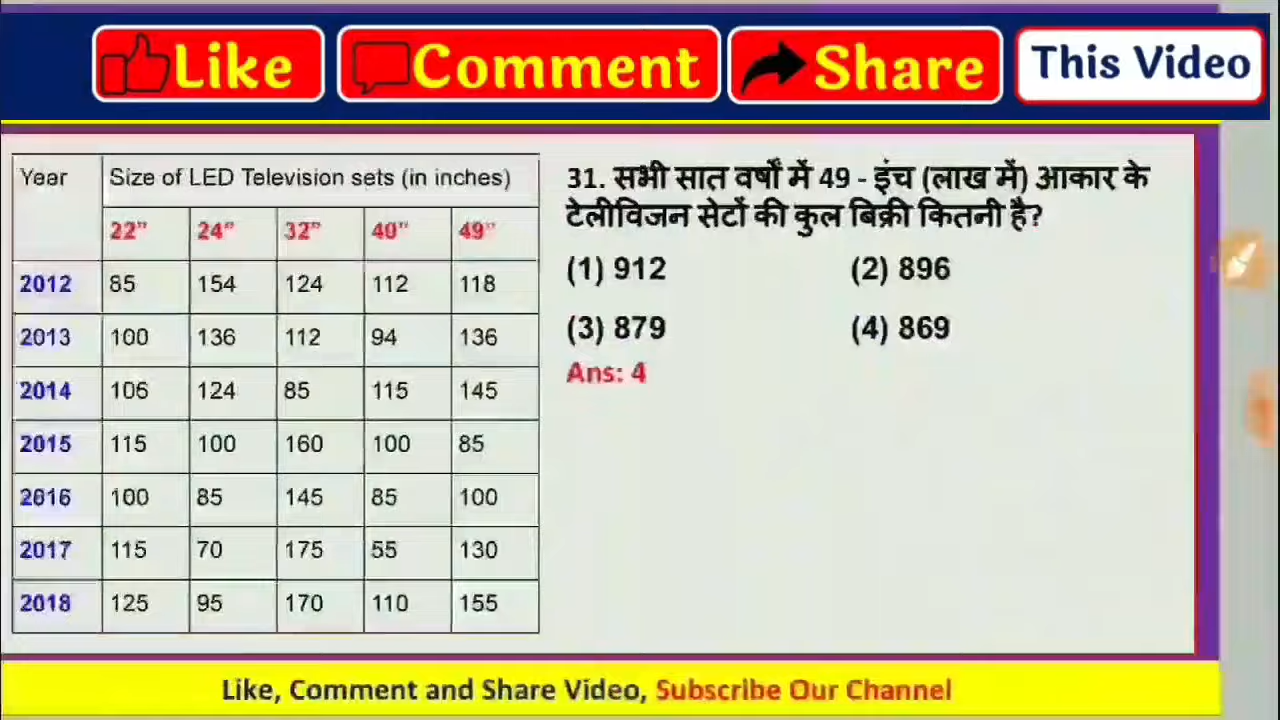 Like Comment Share This Video
Year Size of LED Television sets (in inches)
22" 24" 32" 40" 49"
2012 85 154 124 112 118
2013 100 136 112 94 136
2014 106 124 85 115 145
2015 115 100 160 100 85
2016 100 85 145 85 100
2017 115 70 175 55 130
2018 125 95 170 110 155
31. सभी सात वर्षों में 49 - इंच (लाख में) आकार के
टेलीविजन सेटों की कुल बिक्री कितनी है?
(1) 912 (2) 896
(3) 879 (4) 869
Ans: 4
Like, Comment and Share Video, Subscribe Our Channel